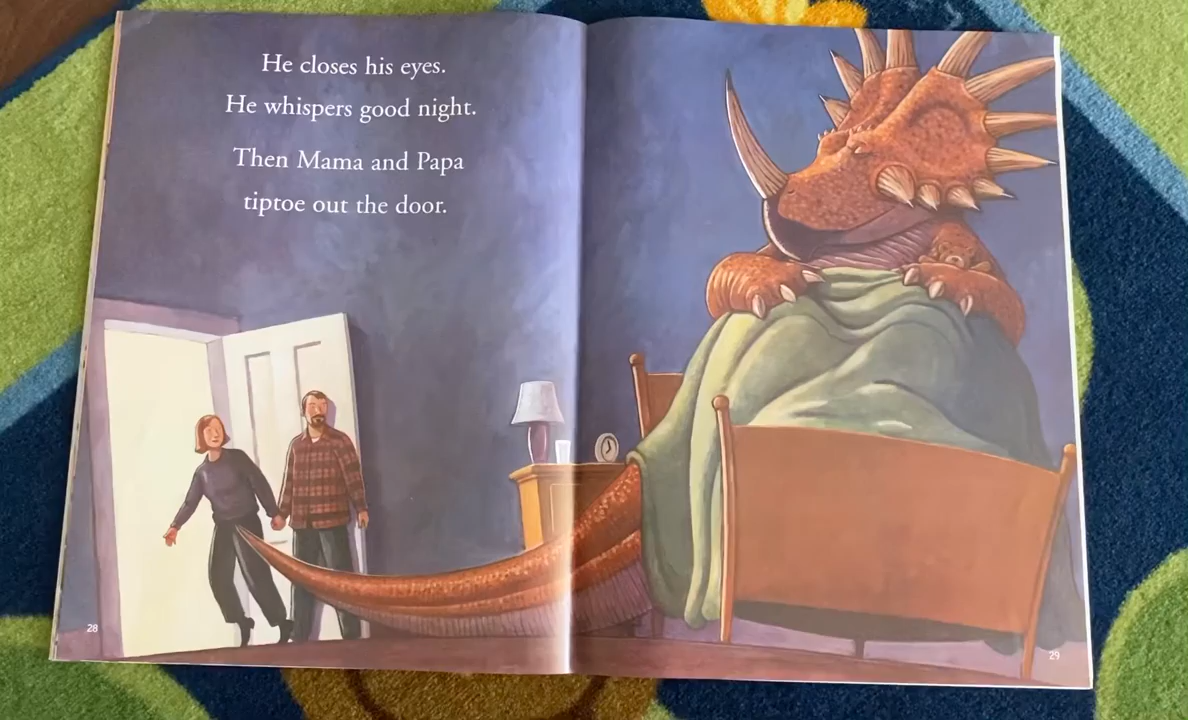 He closes his eyes.
He whispers good night.
Then Mama and Papa
tiptoe out the door.
28
29